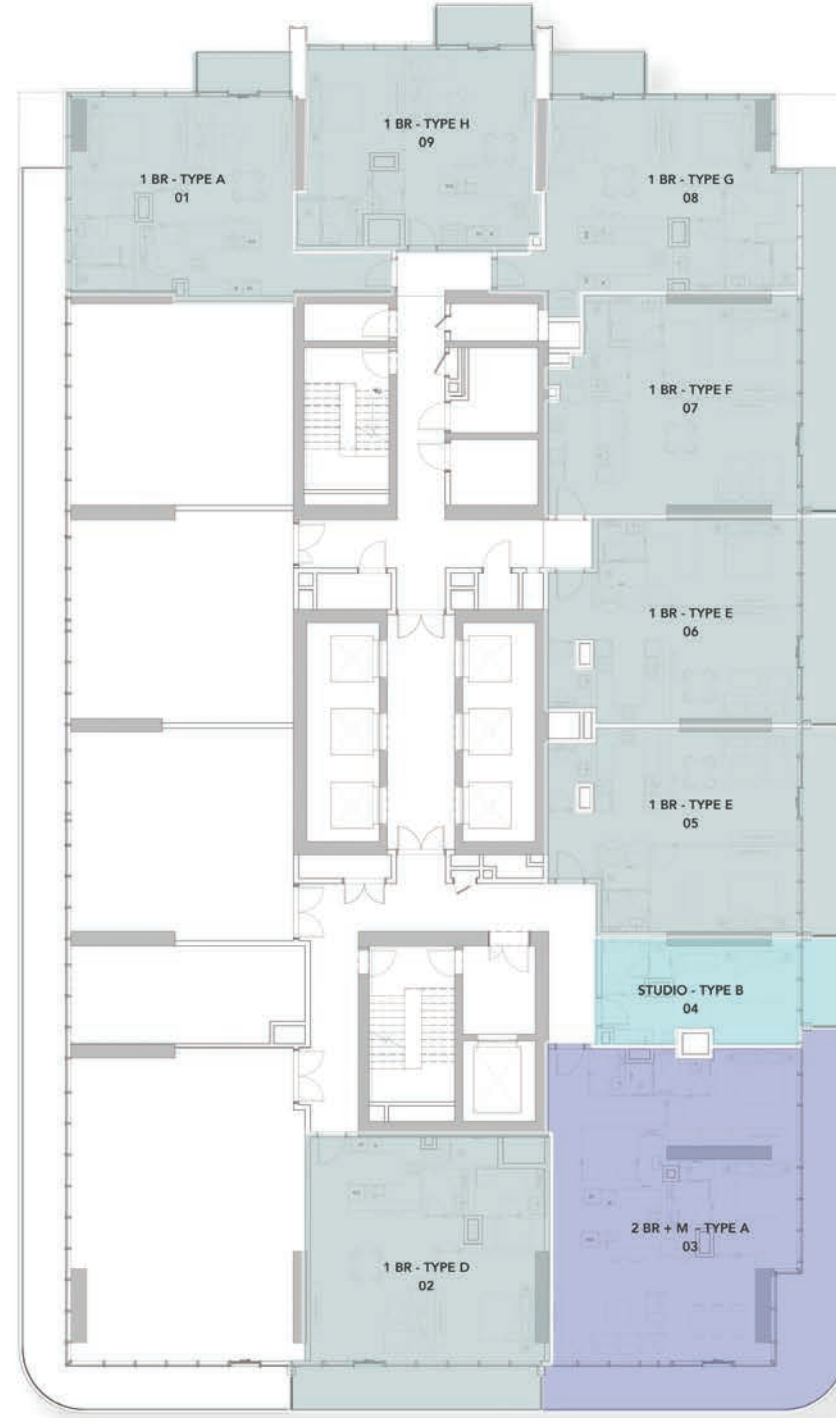 1 BR - TYPE H
09
1 BR - TYPE A
01
1 BR - TYPE G
08
1 BR - TYPE F
07
1 BR - TYPE E
06
1 BR - TYPE E
05
STUDIO - TYPE B
04
2 BR + M - TYPE A
03
1 BR - TYPE D
02